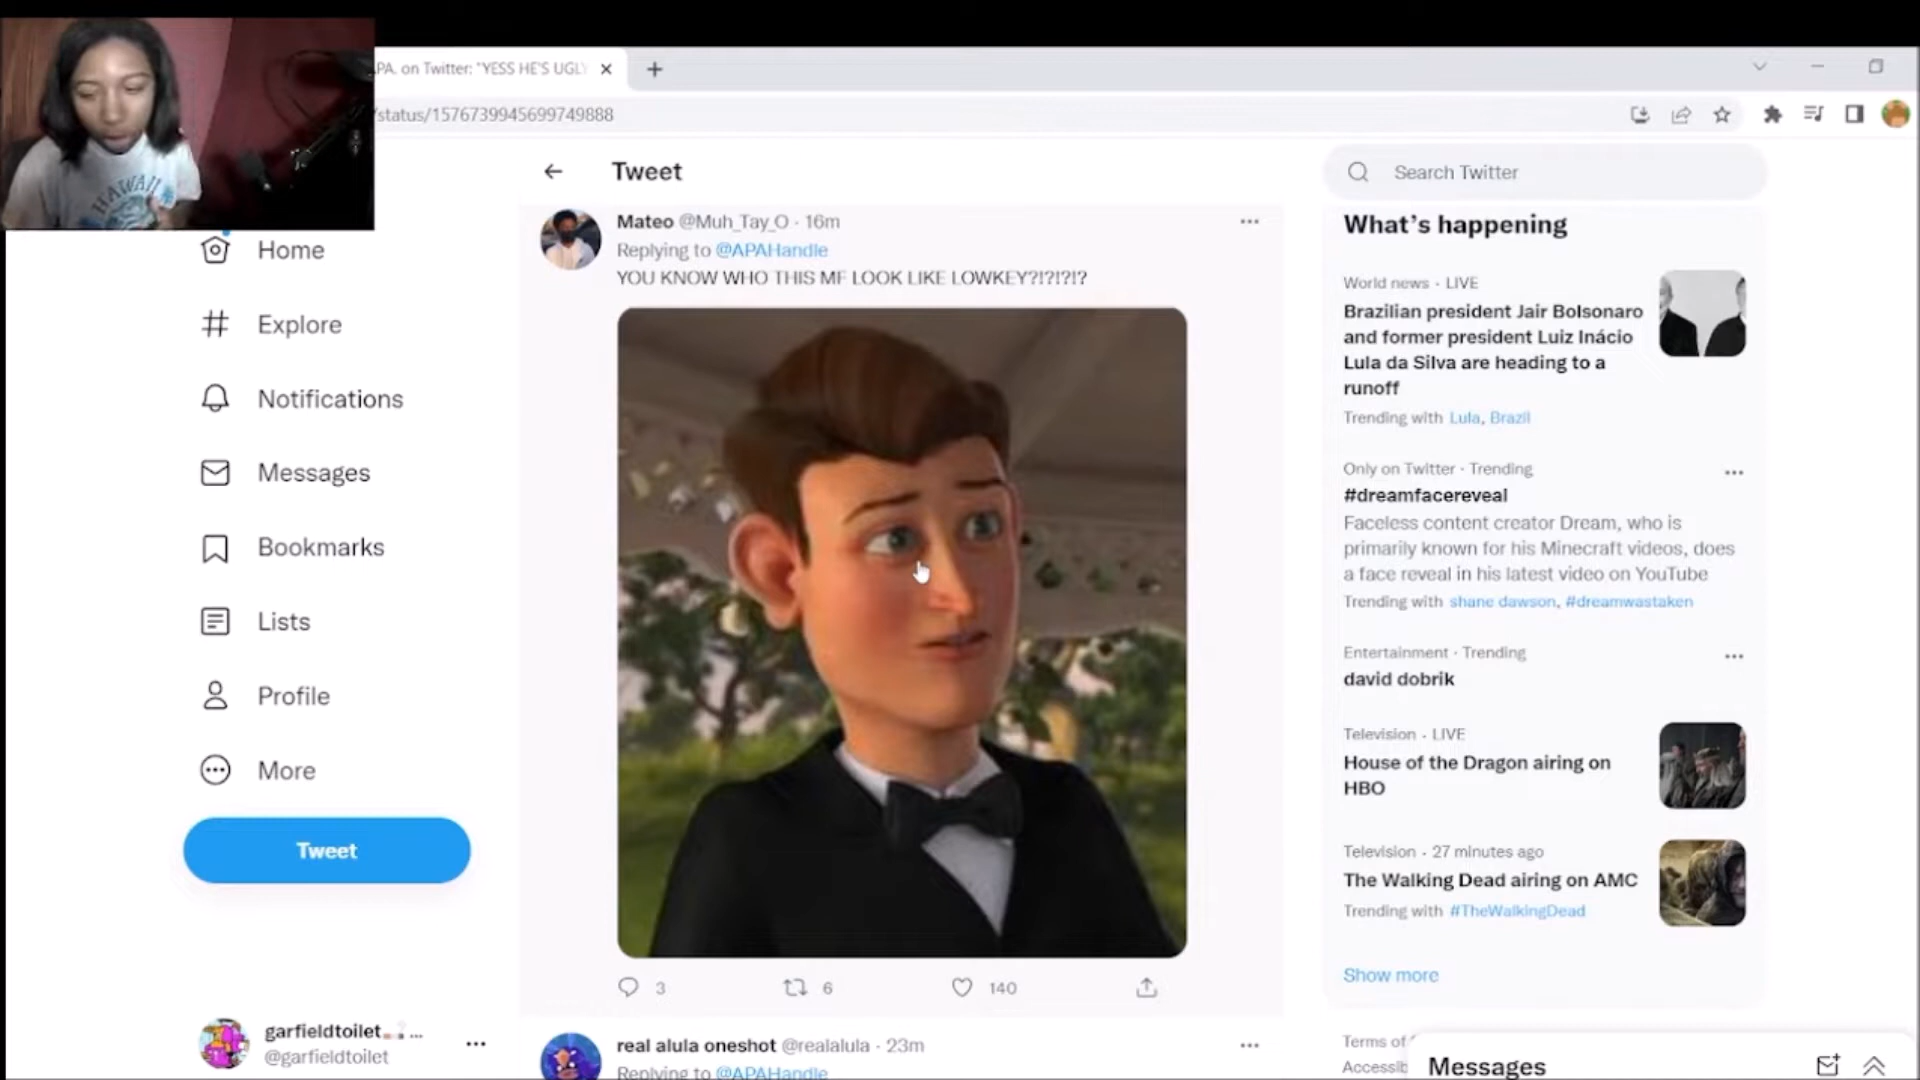 PA. on Twitter: "YESS HE'S UGLY
/status/1576739945699749888
HAWAII
Home
Explore
Notifications
Messages
Bookmarks
Lists
Profile
More
Tweet
garfieldtoilet ...
@garfieldtoilet
Tweet
Mateo @Muh_Tay_O · 16m
Replying to @APAHandle
YOU KNOW WHO THIS MF LOOK LIKE LOWKEY?!?!?!?
3 6 140
real alula oneshot @realalula · 23m
Replying to @APAHandle
Search Twitter
What's happening
World news · LIVE
Brazilian president Jair Bolsonaro
and former president Luiz Inácio
Lula da Silva are heading to a
runoff
Trending with Lula, Brazil
Only on Twitter · Trending
#dreamfacereveal
Faceless content creator Dream, who is
primarily known for his Minecraft videos, does
a face reveal in his latest video on YouTube
Trending with shane dawson, #dreamwastaken
Entertainment · Trending
david dobrik
Television · LIVE
House of the Dragon airing on
HBO
Television · 27 minutes ago
The Walking Dead airing on AMC
Trending with #TheWalkingDead
Show more
Terms of
Accessib
Messages